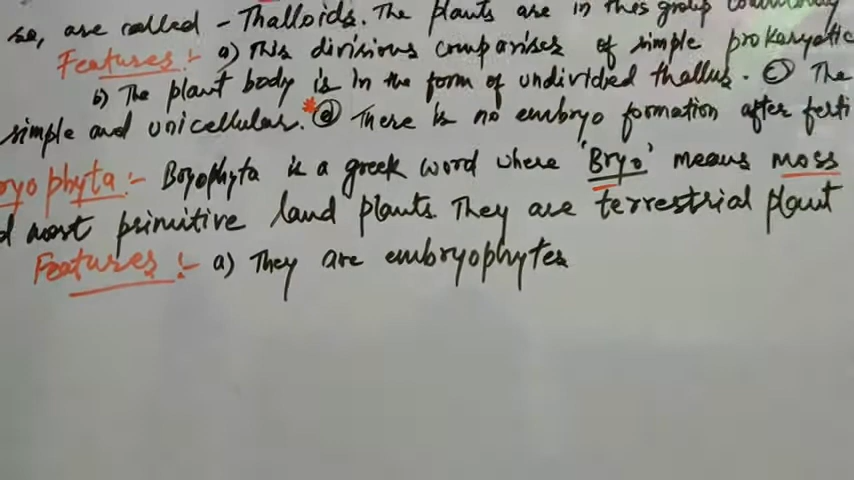 so, are called - Thalloids. The plants are in this group commonly
Features :- a) This divisions comparises of simple prokaryotic
b) The plant body is in the form of undivided thallus. c) The
simple and unicellular. * d) There is no embryo formation after ferti
ryophyta :- Bryophyta is a greek word where 'Bryo' means moss
d most primitive land plants. They are terrestrial plant
Features :- a) They are embryophytes